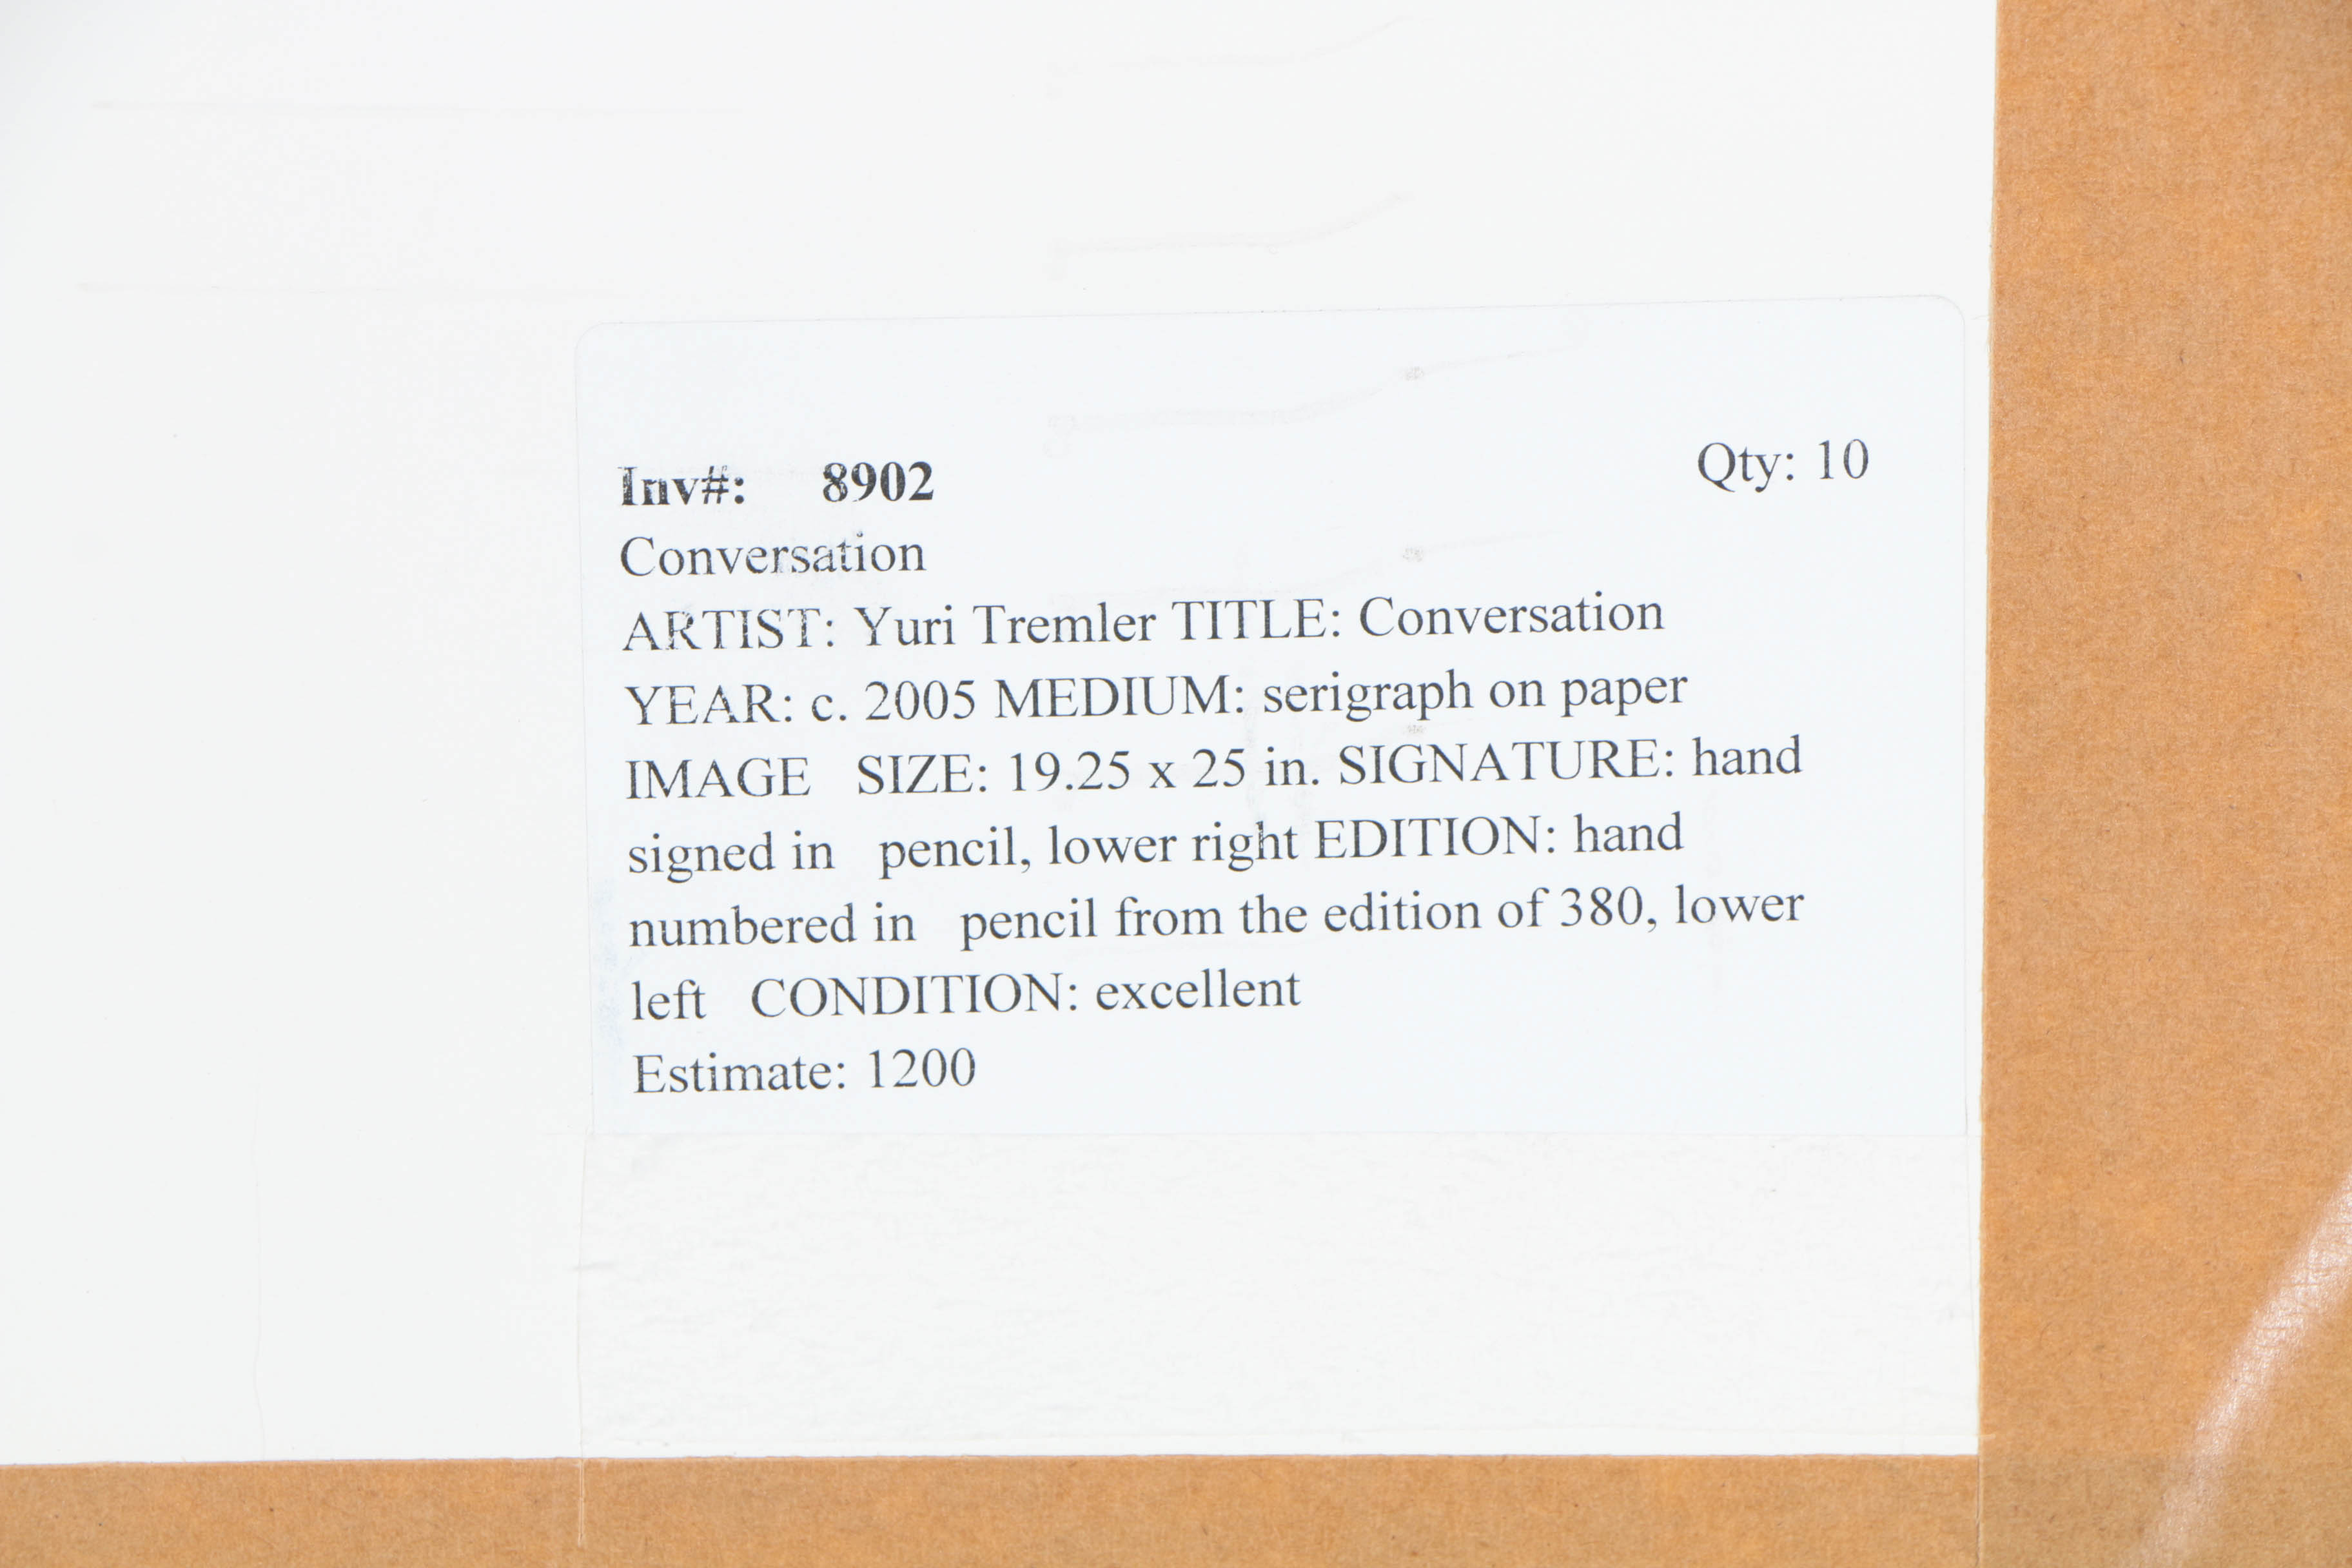 Inv#: 8902 Qty: 10
Conversation
ARTIST: Yuri Tremler TITLE: Conversation
YEAR: c. 2005 MEDIUM: serigraph on paper
IMAGE SIZE: 19.25 x 25 in. SIGNATURE: hand
signed in pencil, lower right EDITION: hand
numbered in pencil from the edition of 380, lower
left CONDITION: excellent
Estimate: 1200